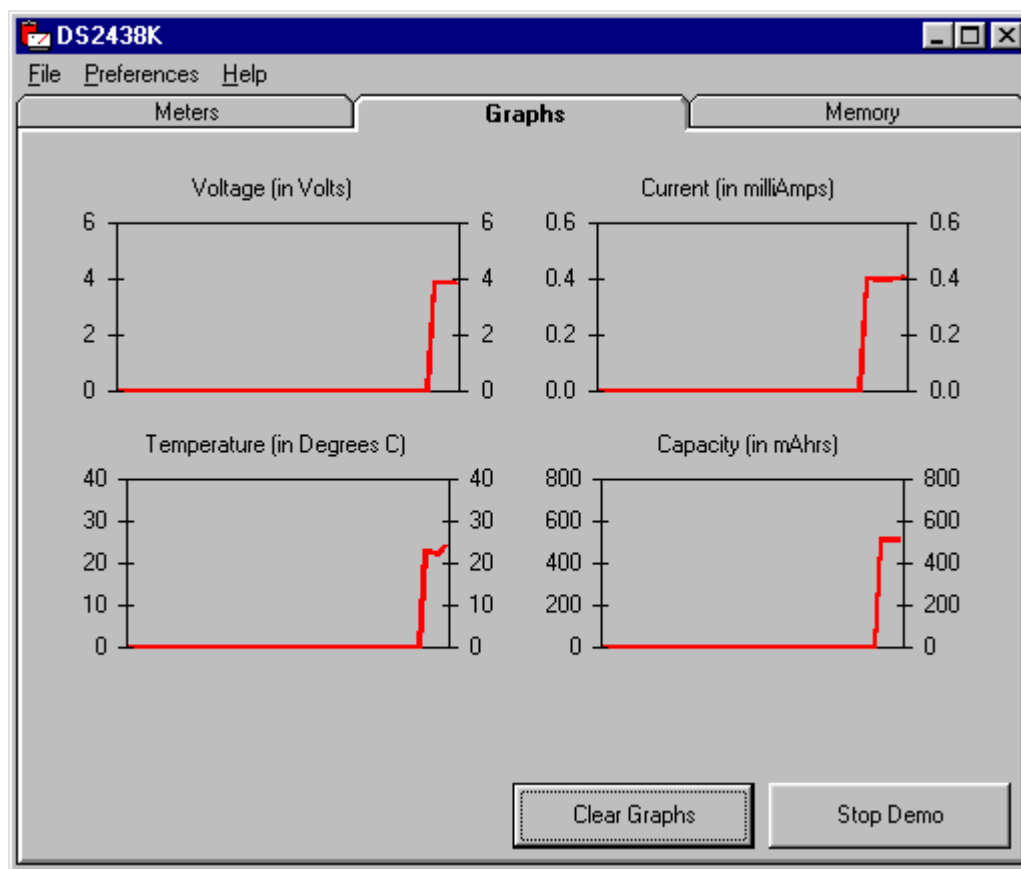 DS2438K
File Preferences Help
Meters Graphs Memory
Voltage (in Volts) Current (in milliAmps)
6 6 0.6 0.6
4 4 0.4 0.4
2 2 0.2 0.2
0 0 0.0 0.0
Temperature (in Degrees C) Capacity (in mAhrs)
40 40 800 800
30 30 600 600
20 20 400 400
10 10 200 200
0 0 0 0
Clear Graphs Stop Demo